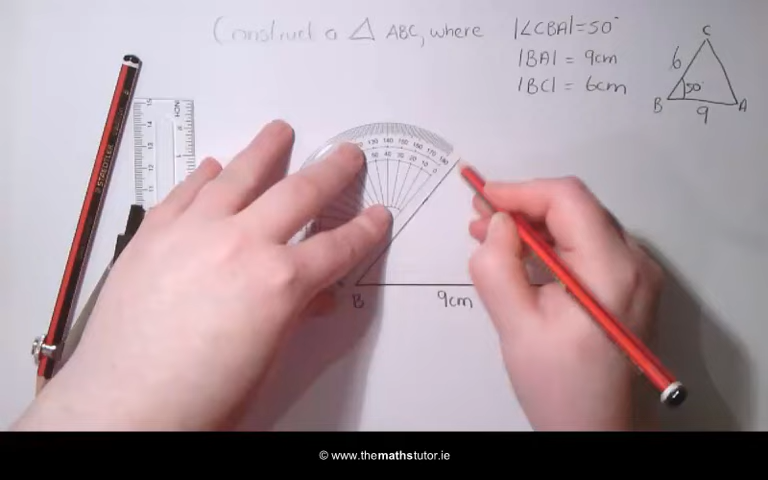 Construct a △ ABC, where |∠CBA|=50°
|BA| = 9cm
|BC| = 6cm
C
6
50°
B
9
A
B
9cm
© www.themathstutor.ie